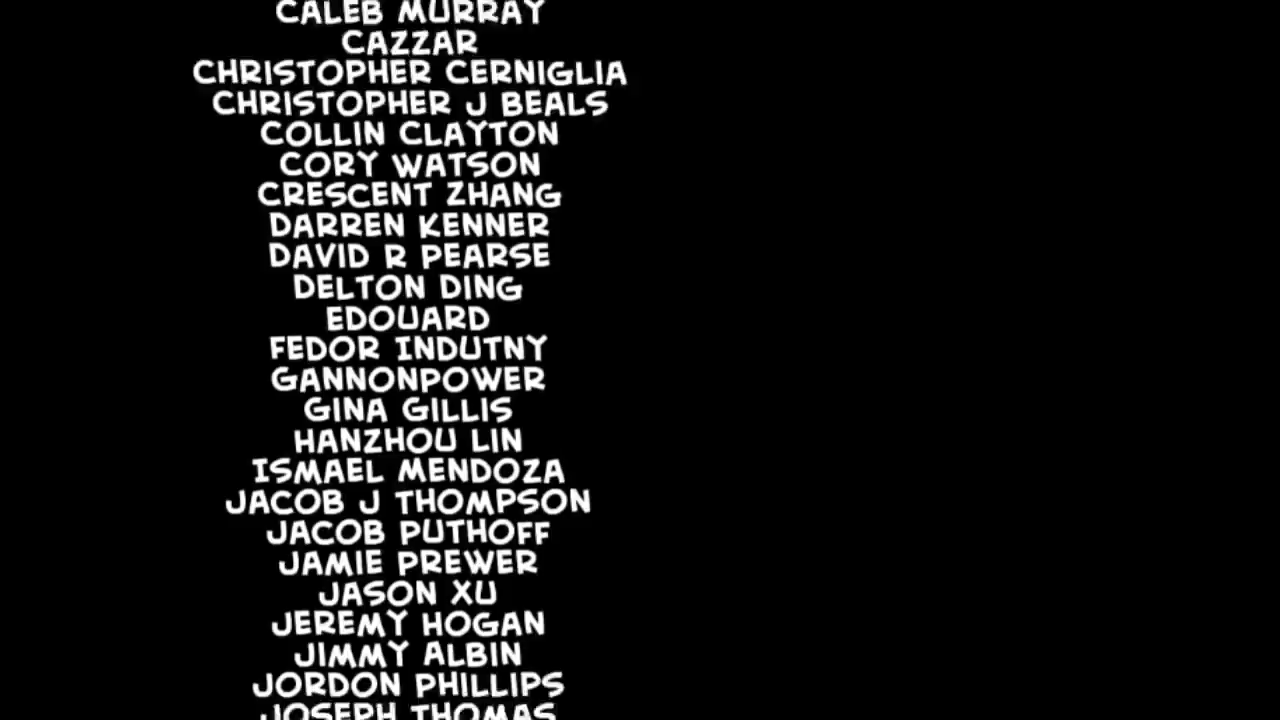 CALEB MURRAY
CAZZAR
CHRISTOPHER CERNIGLIA
CHRISTOPHER J BEALS
COLLIN CLAYTON
CORY WATSON
CRESCENT ZHANG
DARREN KENNER
DAVID R PEARSE
DELTON DING
EDOUARD
FEDOR INDUTNY
GANNONPOWER
GINA GILLIS
HANZHOU LIN
ISMAEL MENDOZA
JACOB J THOMPSON
JACOB PUTHOFF
JAMIE PREWER
JASON XU
JEREMY HOGAN
JIMMY ALBIN
JORDON PHILLIPS
JOSEPH THOMAS